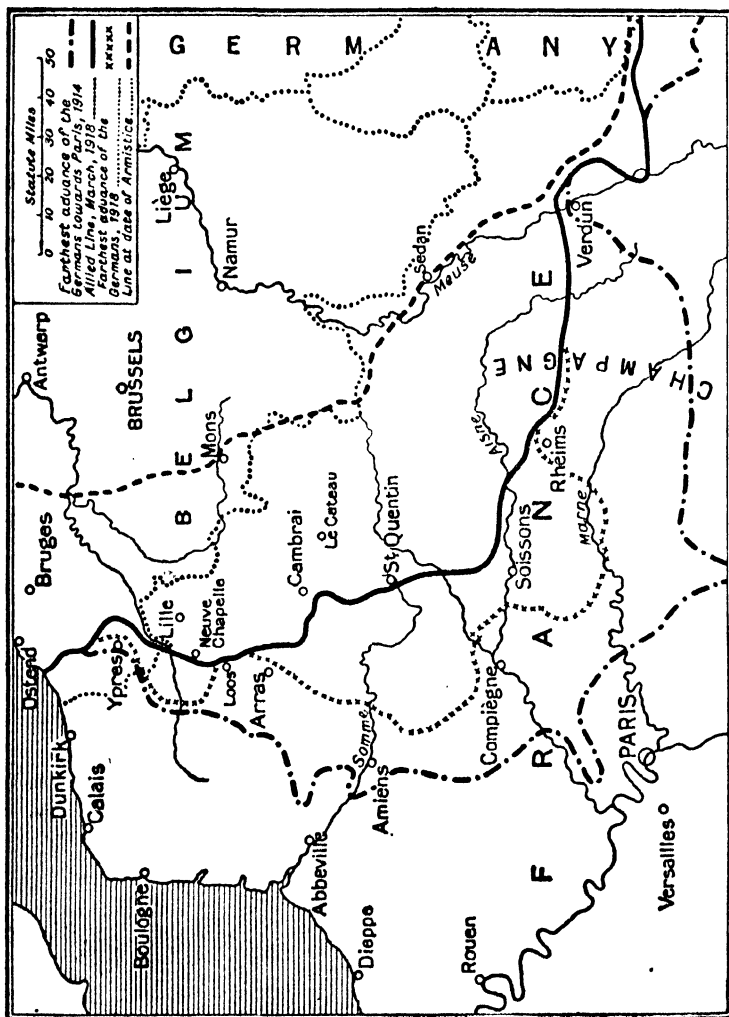 Statute Miles
0 10 20 30 40 50
Farthest advance of the
Germans towards Paris, 1914
Allied Line, March, 1918
Farthest advance of the
Germans, 1918 xxxxx
Line at date of Armistice
GERMANY
BELGIUM
FRANCE
CHAMPAGNE
Ostend
Bruges
Antwerp
Dunkirk
Calais
Ypres
BRUSSELS
Liège
Boulogne
Lille
Neuve
Chapelle
Loos
Arras
Mons
Namur
Abbeville
Cambrai
Le Cateau
Dieppe
Amiens
Somme
St. Quentin
Sedan
Meuse
Rouen
Compiègne
Soissons
Aisne
Rheims
Verdun
Marne
PARIS
Versailles